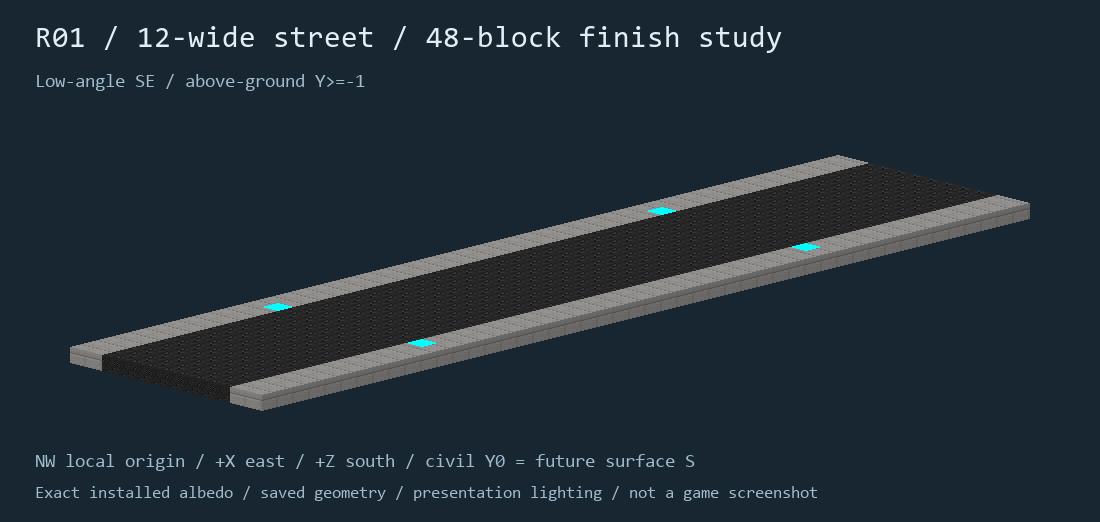 R01 / 12-wide street / 48-block finish study
Low-angle SE / above-ground Y>=-1
NW local origin / +X east / +Z south / civil Y0 = future surface S
Exact installed albedo / saved geometry / presentation lighting / not a game screenshot